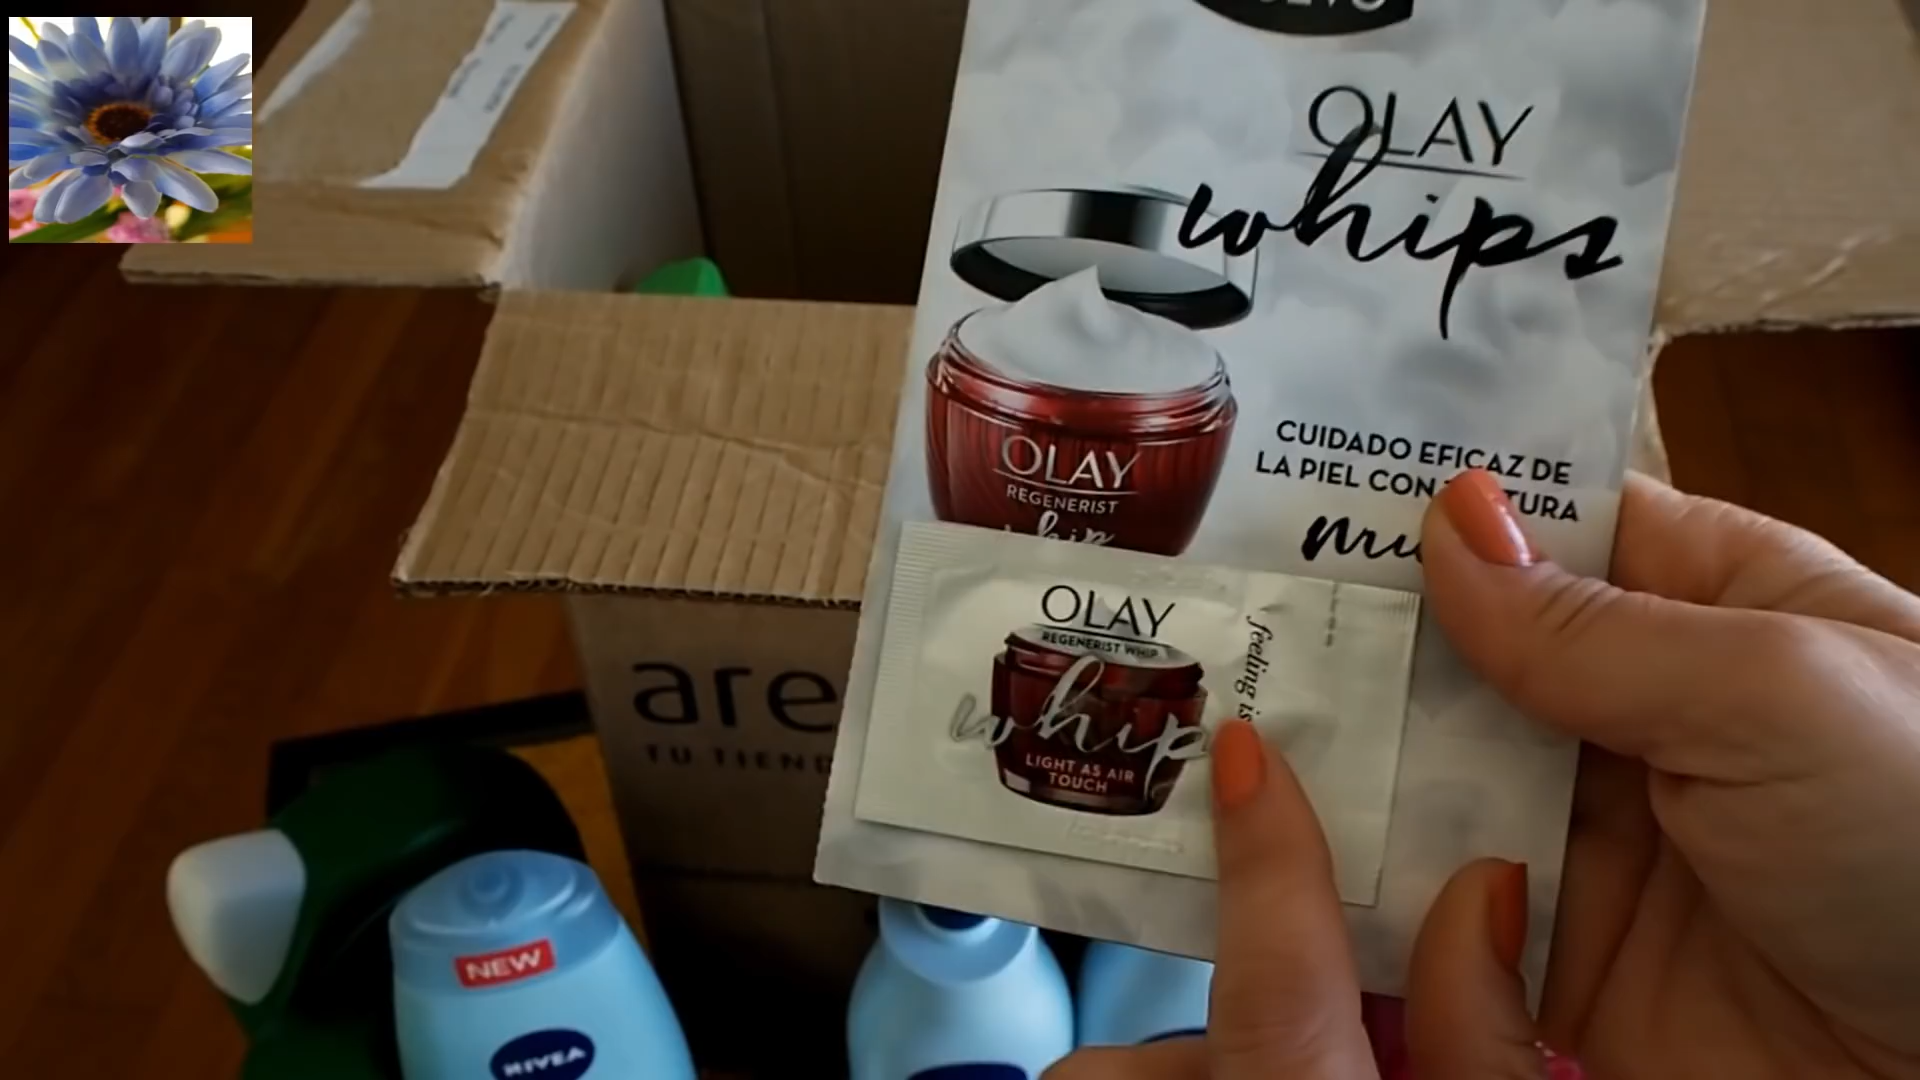 OLAY
whips
OLAY
REGENERIST
CUIDADO EFICAZ DE
LA PIEL CON
OLAY
REGENERIST WHIP
whip
LIGHT AS AIR
TOUCH
feeling is
are
TU TIEND
NEW
NIVEA